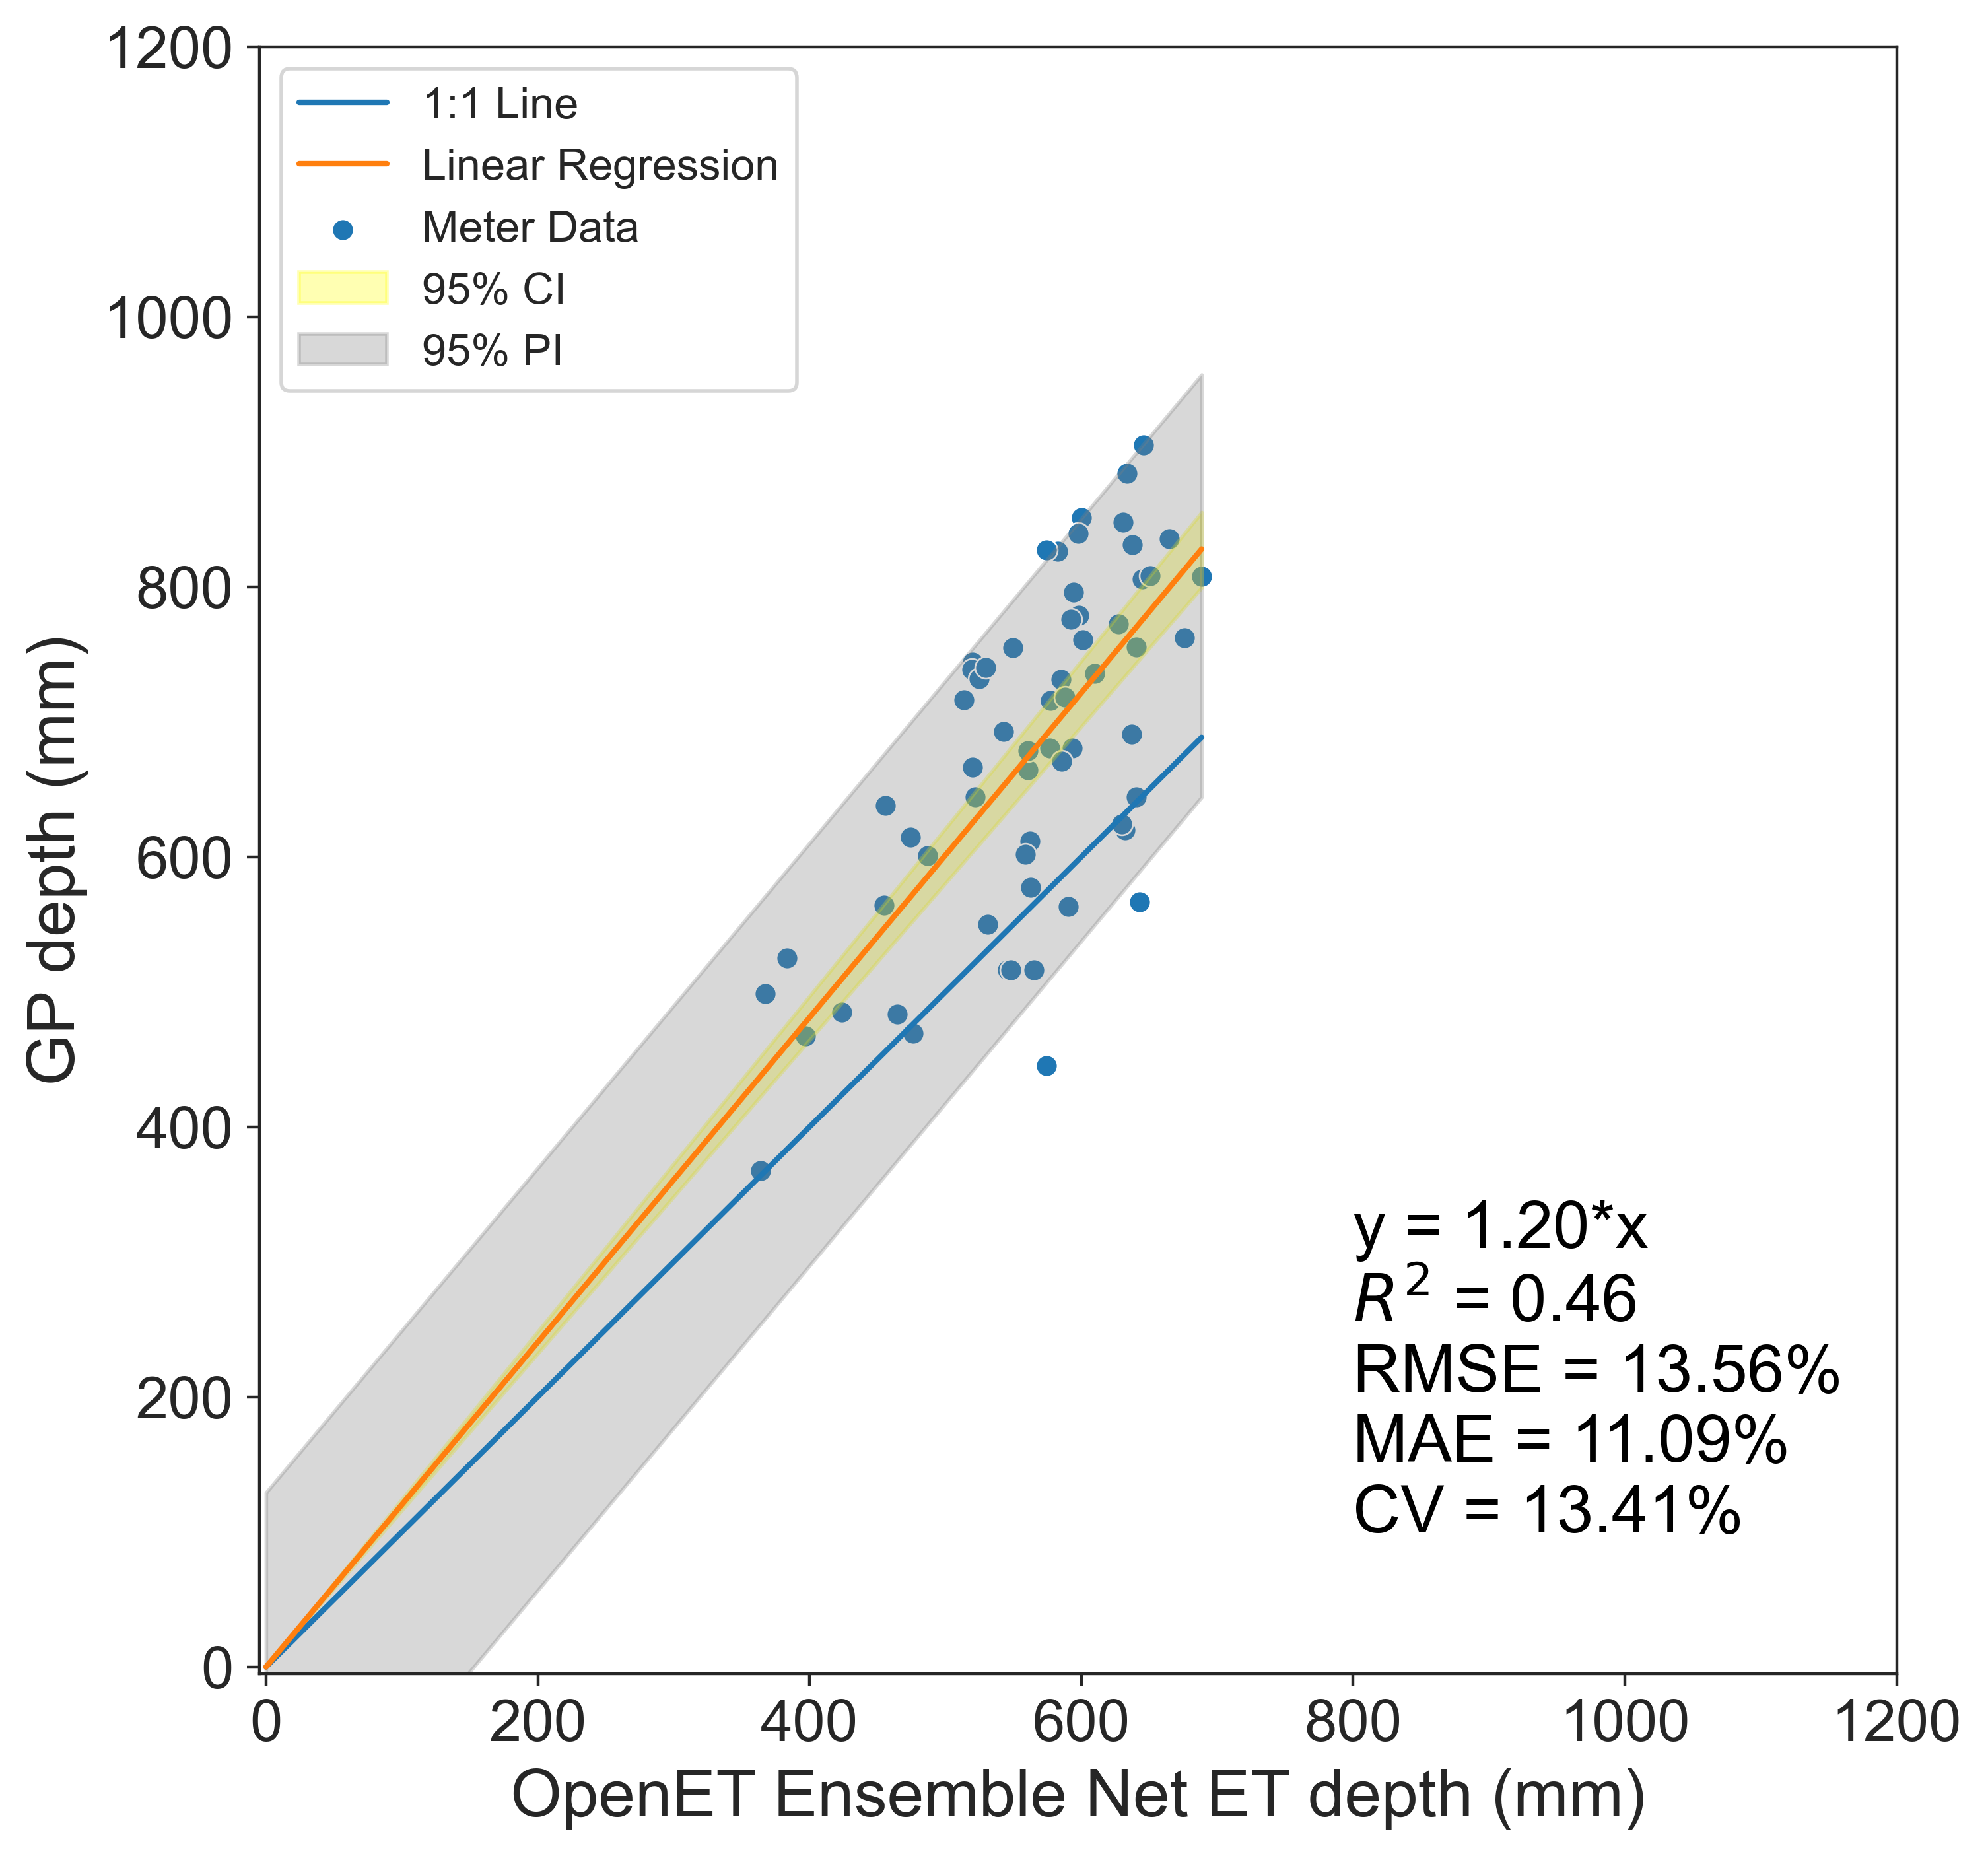 1200
1000
800
600
400
200
0
GP depth (mm)
1:1 Line
Linear Regression
Meter Data
95% CI
95% PI
y = 1.20*x
R² = 0.46
RMSE = 13.56%
MAE = 11.09%
CV = 13.41%
0 200 400 600 800 1000 1200
OpenET Ensemble Net ET depth (mm)